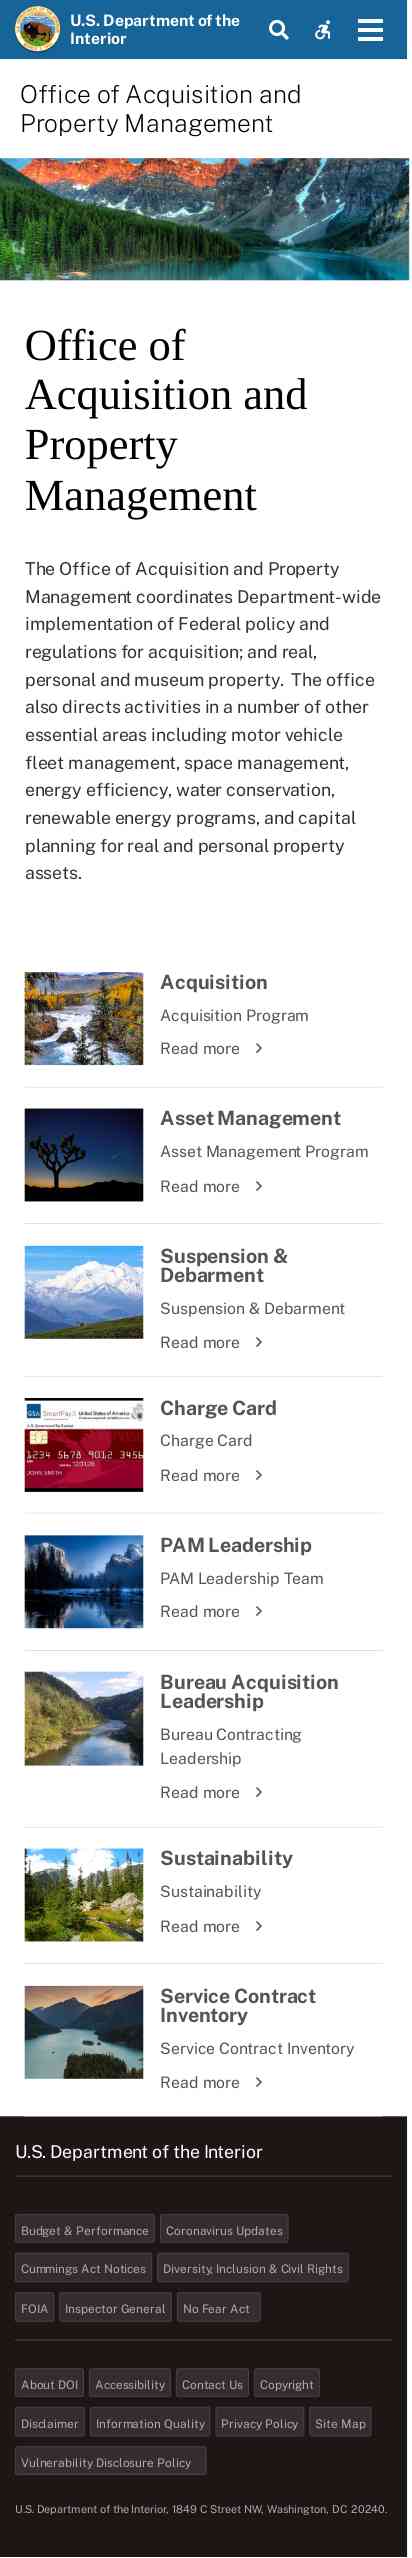 U.S. Department of the
Interior
Office of Acquisition and
Property Management
Office of
Acquisition and
Property
Management
The Office of Acquisition and Property
Management coordinates Department-wide
implementation of Federal policy and
regulations for acquisition; and real,
personal and museum property.  The office
also directs activities in a number of other
essential areas including motor vehicle
fleet management, space management,
energy efficiency, water conservation,
renewable energy programs, and capital
planning for real and personal property
assets.
Acquisition
Acquisition Program
Read more
Asset Management
Asset Management Program
Read more
Suspension &
Debarment
Suspension & Debarment
Read more
GSA SmartPay United States of America
1234 5678 9012 3456
12/31/28
JOHN SMITH
Charge Card
Charge Card
Read more
PAM Leadership
PAM Leadership Team
Read more
Bureau Acquisition
Leadership
Bureau Contracting
Leadership
Read more
Sustainability
Sustainability
Read more
Service Contract
Inventory
Service Contract Inventory
Read more
U.S. Department of the Interior
Budget & Performance Coronavirus Updates
Cummings Act Notices Diversity, Inclusion & Civil Rights
FOIA Inspector General No Fear Act
About DOI Accessibility Contact Us Copyright
Disclaimer Information Quality Privacy Policy Site Map
Vulnerability Disclosure Policy
U.S. Department of the Interior, 1849 C Street NW, Washington, DC 20240.